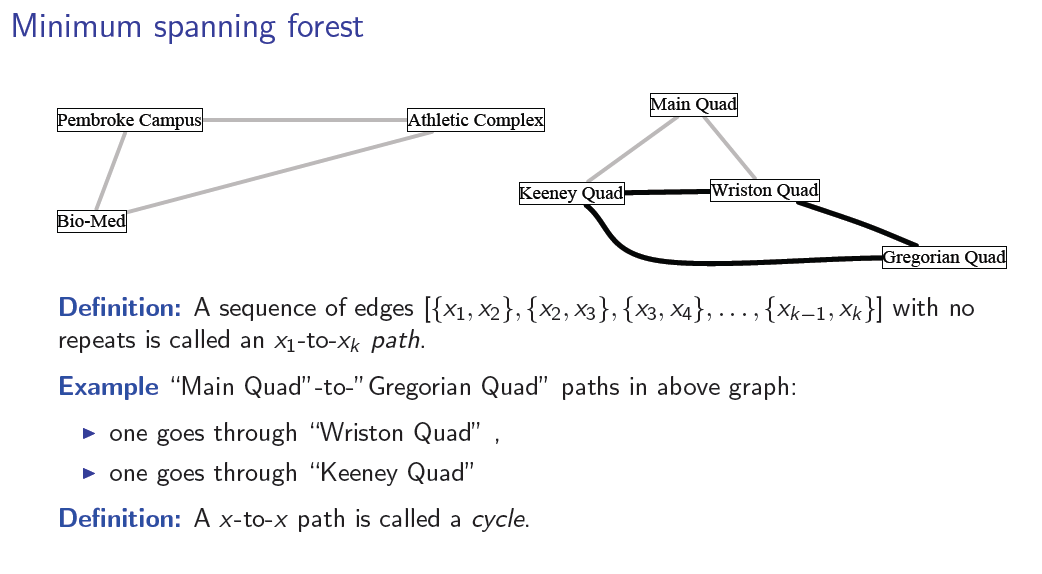 Minimum spanning forest
Pembroke Campus
Athletic Complex
Main Quad
Keeney Quad
Wriston Quad
Bio-Med
Gregorian Quad
Definition: A sequence of edges [{x₁, x₂}, {x₂, x₃}, {x₃, x₄}, . . . , {xₖ₋₁, xₖ}] with no
repeats is called an x₁-to-xₖ path.
Example “Main Quad”-to-”Gregorian Quad” paths in above graph:
▶ one goes through “Wriston Quad” ,
▶ one goes through “Keeney Quad”
Definition: A x-to-x path is called a cycle.